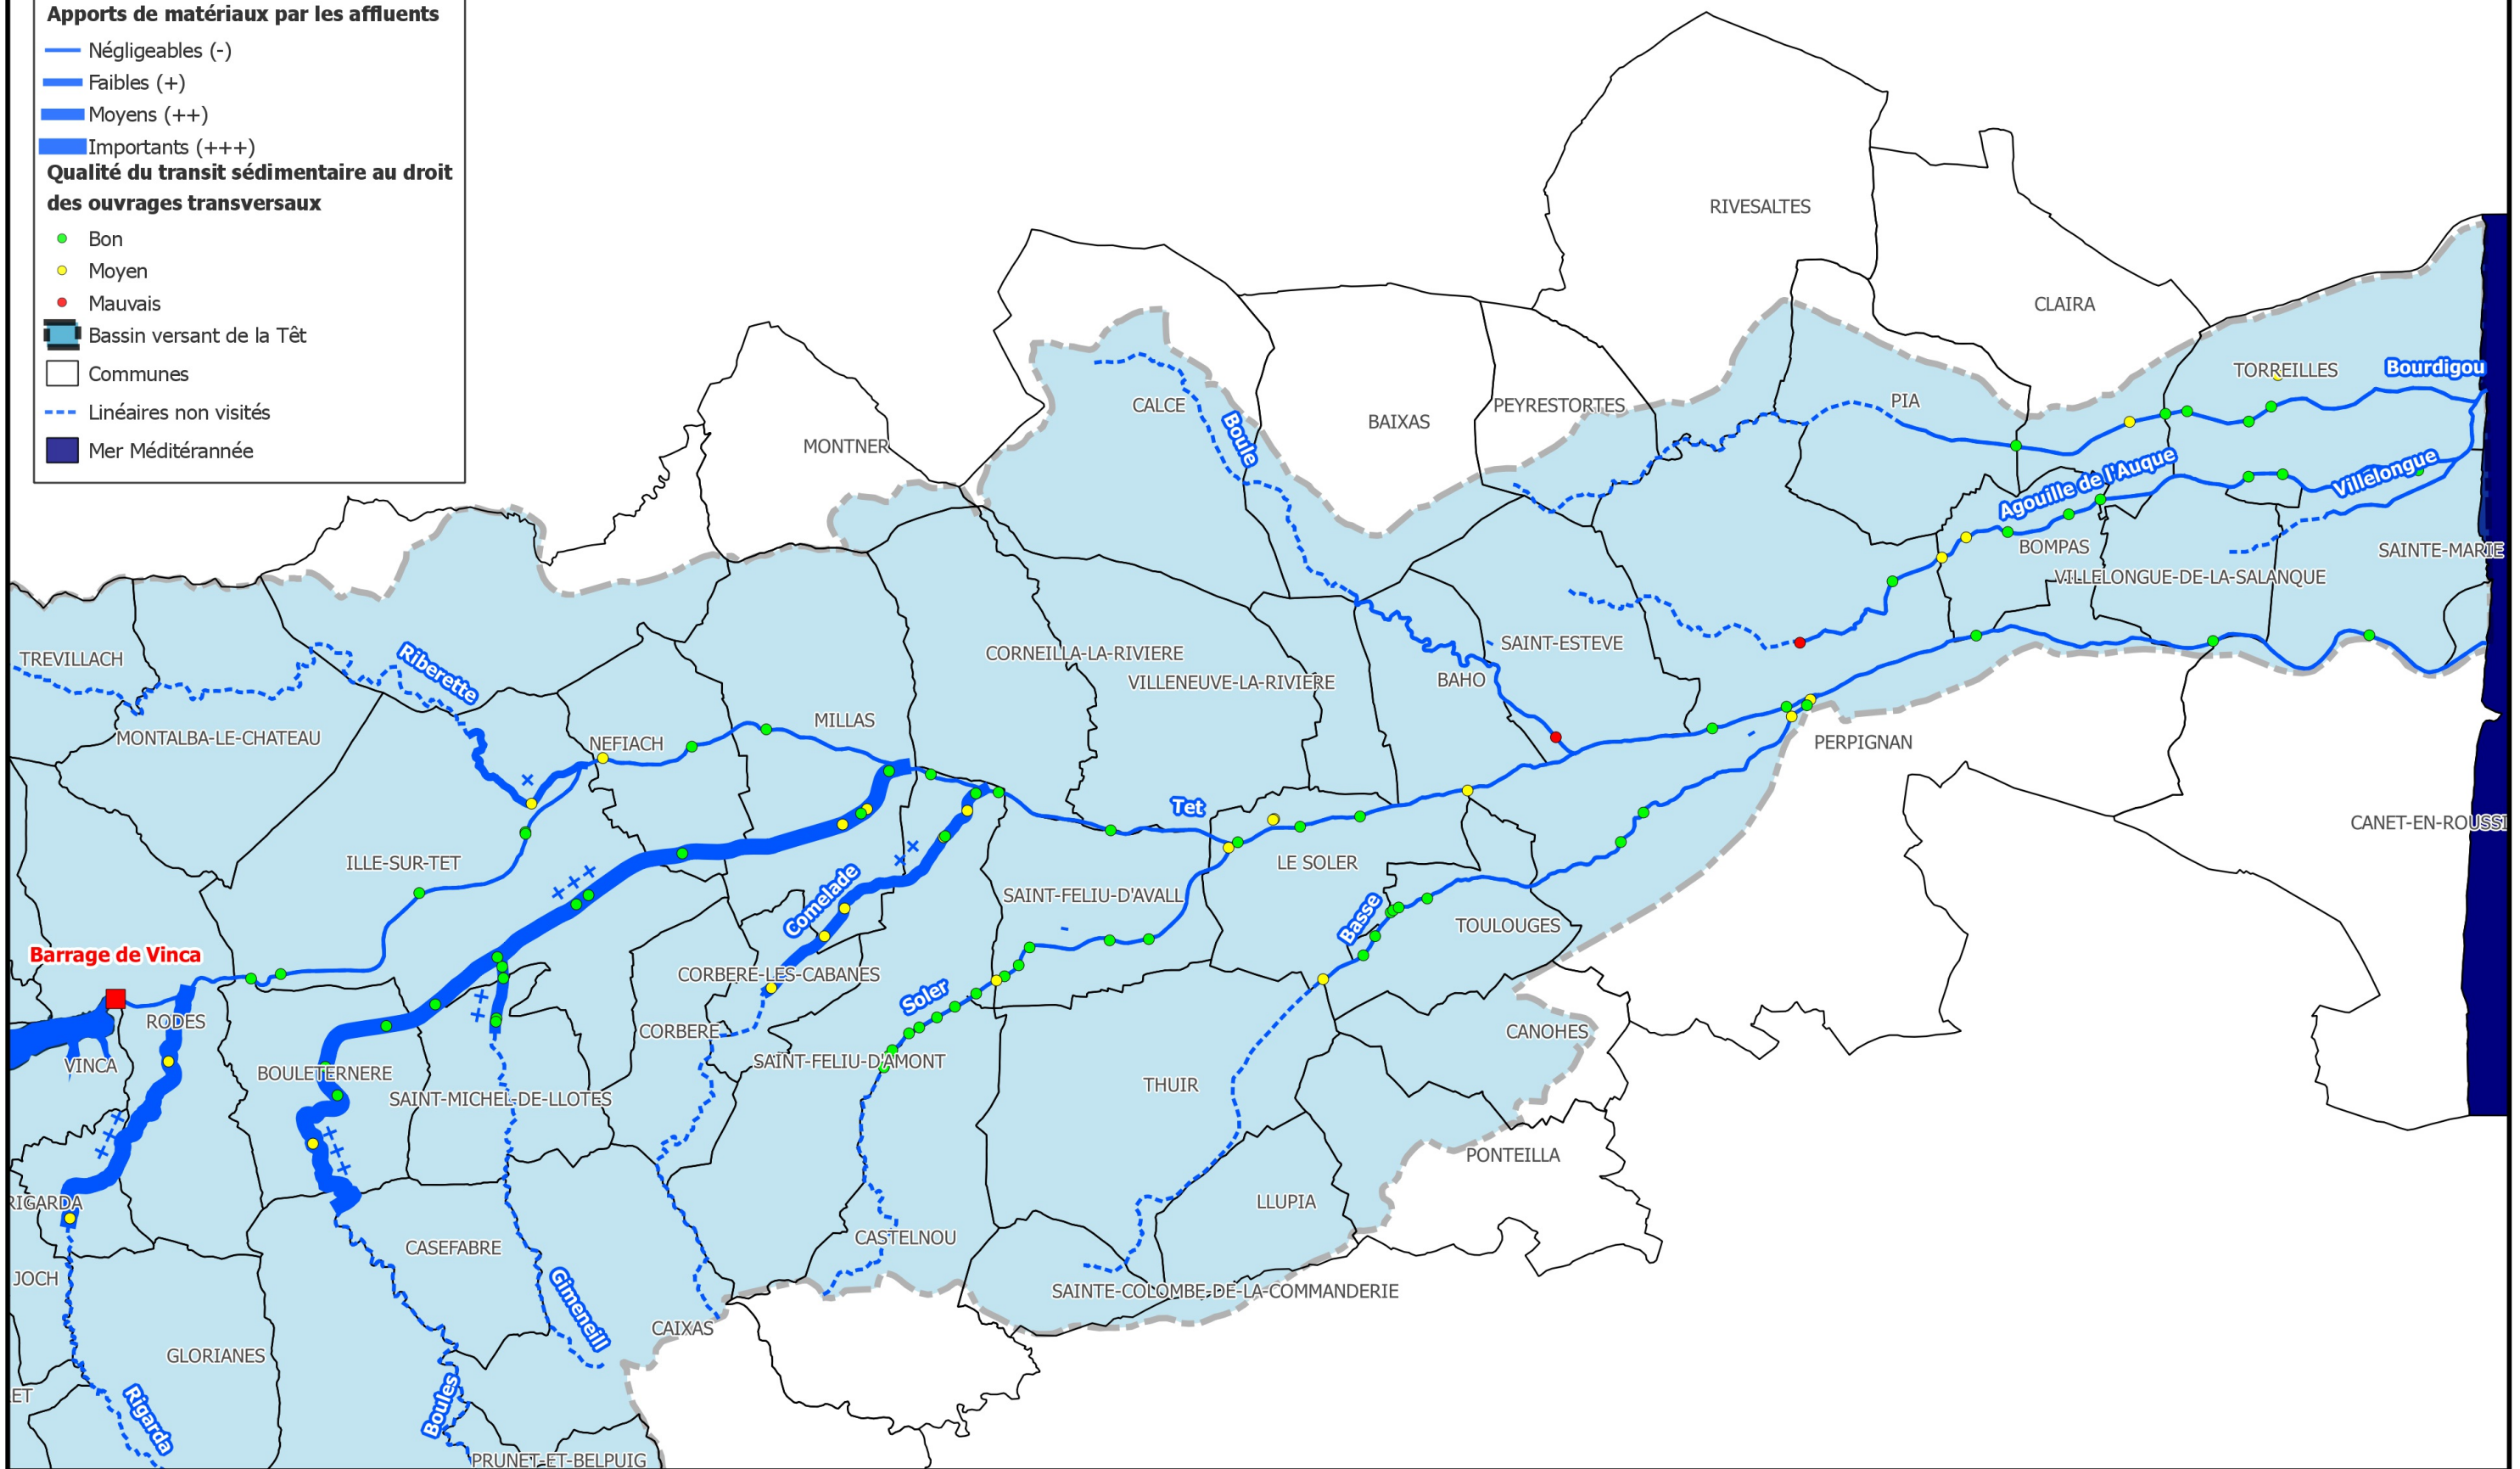 Apports de matériaux par les affluents
Négligeables (-)
Faibles (+)
Moyens (++)
Importants (+++)
Qualité du transit sédimentaire au droit
des ouvrages transversaux
Bon
Moyen
Mauvais
Bassin versant de la Têt
Communes
Linéaires non visités
Mer Méditérannée
RIVESALTES
CLAIRA
TORREILLES
Bourdigou
CALCE
BAIXAS
PEYRESTORTES
PIA
Boule
MONTNER
Agouille de l'Auque
Villelongue
BOMPAS
SAINTE-MARIE
VILLELONGUE-DE-LA-SALANQUE
TREVILLACH
Riberette
CORNEILLA-LA-RIVIERE
SAINT-ESTEVE
VILLENEUVE-LA-RIVIERE
BAHO
MONTALBA-LE-CHATEAU
MILLAS
NEFIACH
PERPIGNAN
+
Tet
CANET-EN-ROUSSI
ILLE-SUR-TET
LE SOLER
+ +
+ + +
Comelade
SAINT-FELIU-D'AVALL
Basse
TOULOUGES
Barrage de Vinca
CORBERE-LES-CABANES
Soler
++
RODES
CORBERE
CANOHES
VINCA
SAINT-FELIU-D'AMONT
BOULETERNERE
THUIR
SAINT-MICHEL-DE-LLOTES
+ + +
+ + +
PONTEILLA
RIGARDA
LLUPIA
CASTELNOU
CASEFABRE
JOCH
SAINTE-COLOMBE-DE-LA-COMMANDERIE
Gimeneill
CAIXAS
GLORIANES
ET
Rigarda
Boules
PRUNET-ET-BELPUIG